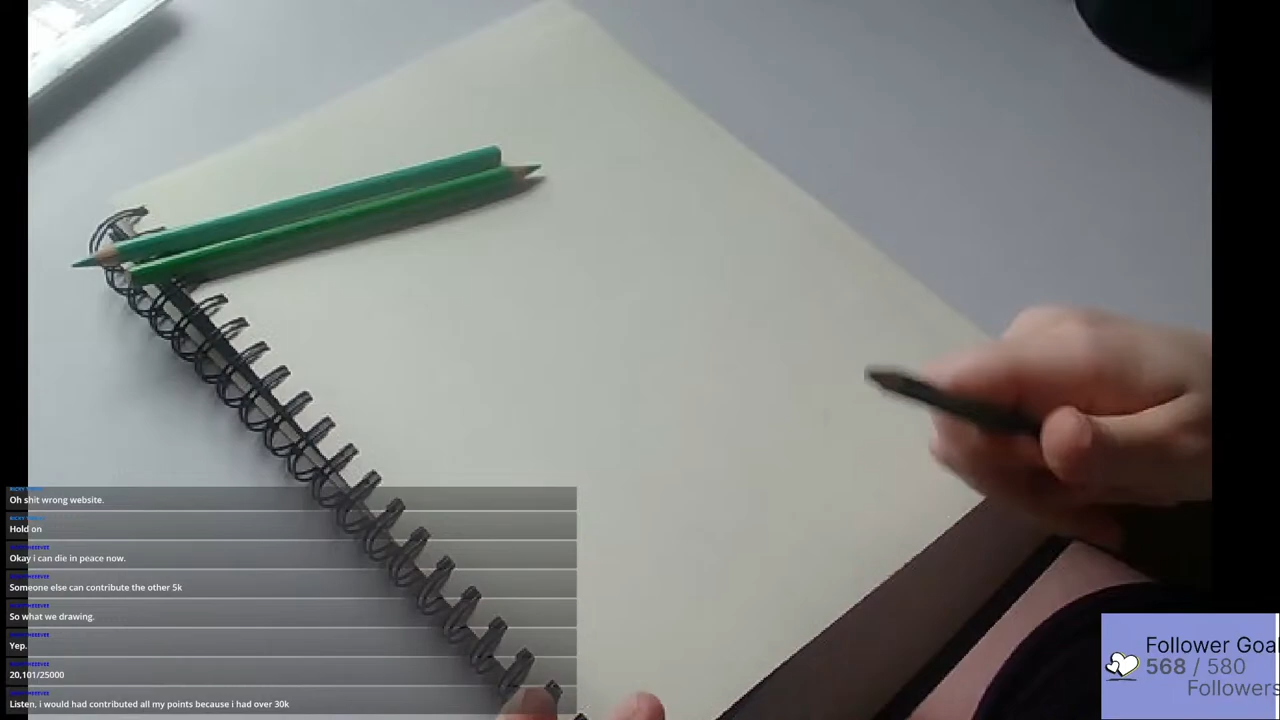 Oh shit wrong website.
Hold on
Okay i can die in peace now.
Someone else can contribute the other 5k
So what we drawing.
Yep.
20,101/25000
Listen, i would had contributed all my points because i had over 30k
Follower Goal
568 / 580
Followers